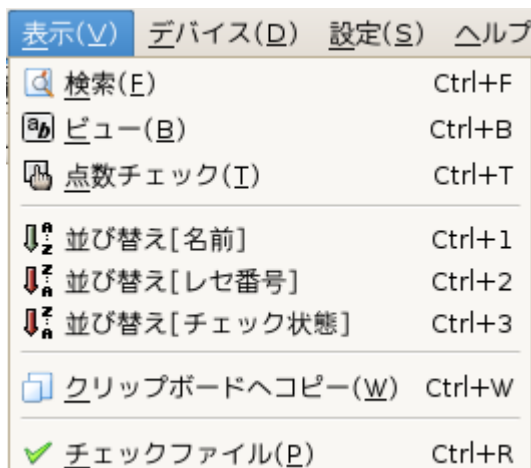 表示(V) デバイス(D) 設定(S) ヘルプ
検索(F) Ctrl+F
ビュー(B) Ctrl+B
点数チェック(T) Ctrl+T
並び替え[名前] Ctrl+1
並び替え[レセ番号] Ctrl+2
並び替え[チェック状態] Ctrl+3
クリップボードへコピー(W) Ctrl+W
チェックファイル(P) Ctrl+R